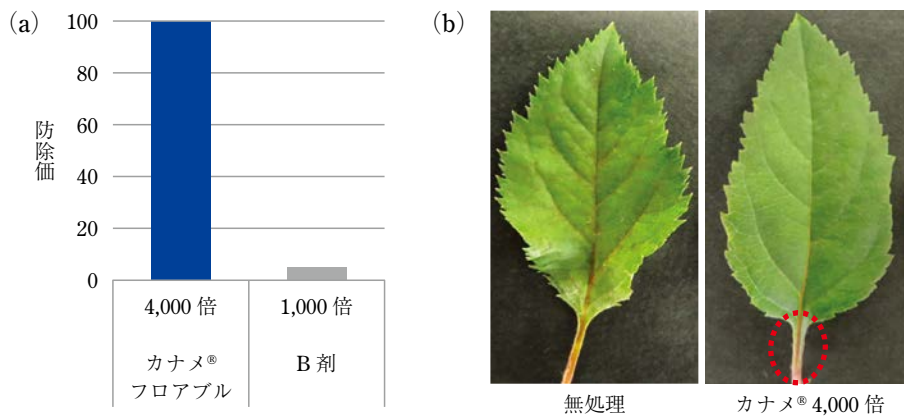 (a)
100
80
60
40
20
0
防除価
4,000 倍
1,000 倍
カナメ®
フロアブル
B 剤
(b)
無処理
カナメ® 4,000 倍